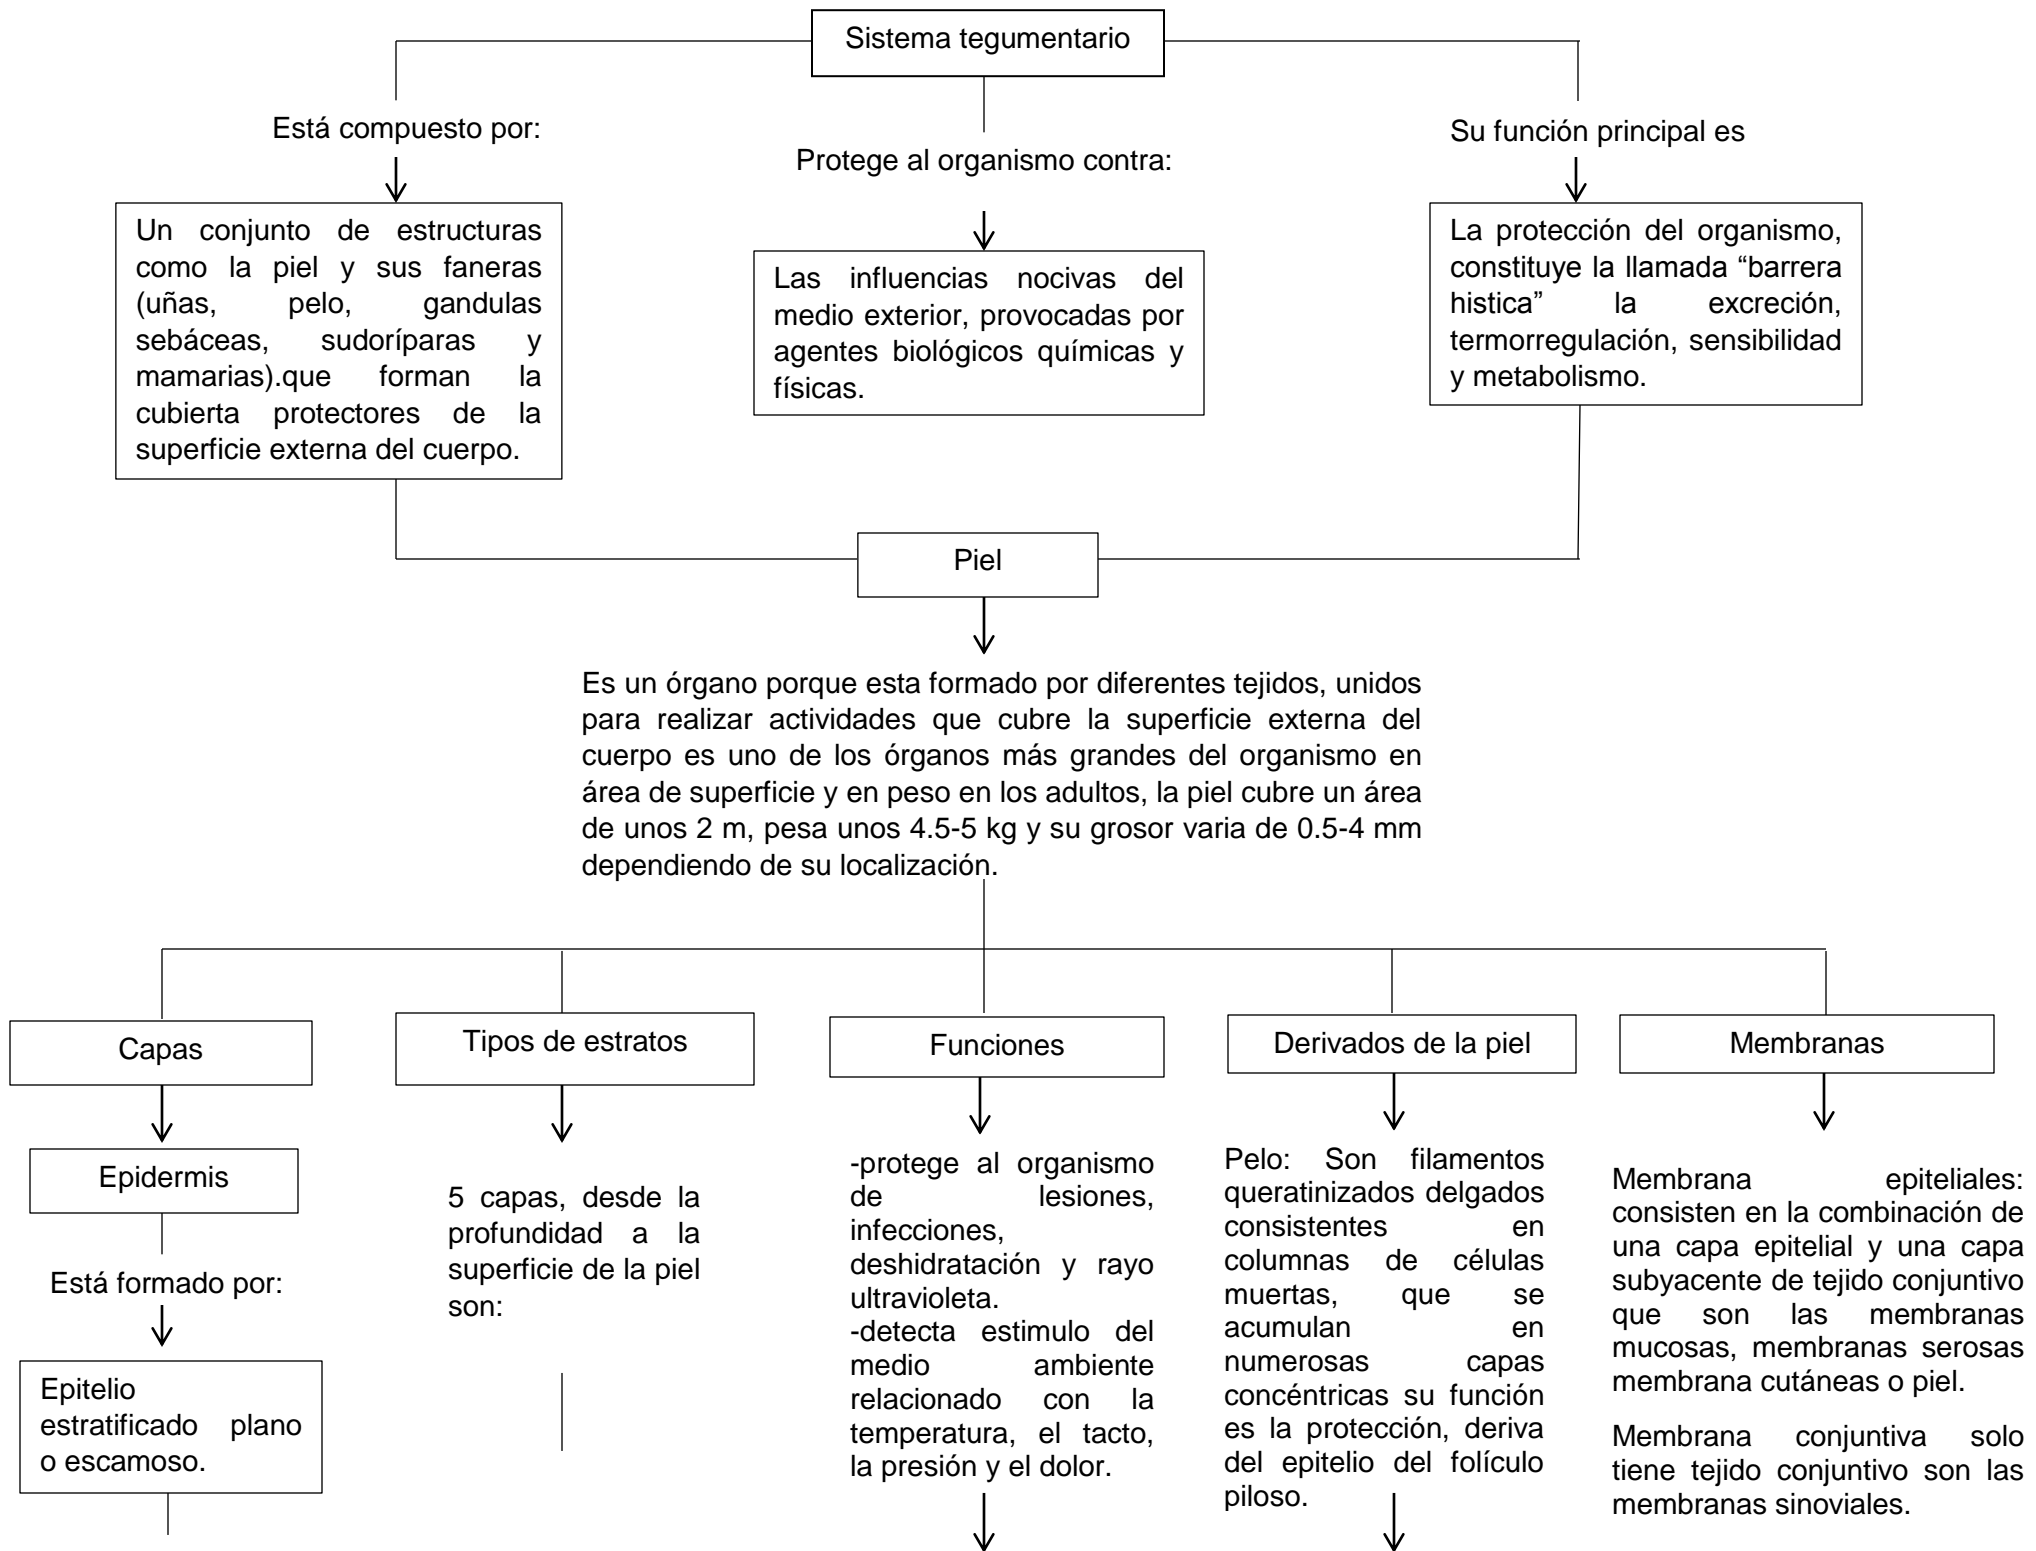 Sistema tegumentario
Está compuesto por:
Protege al organismo contra:
Su función principal es
Un conjunto de estructuras
como la piel y sus faneras
(uñas, pelo, gandulas
sebáceas, sudoríparas y
mamarias).que forman la
cubierta protectores de la
superficie externa del cuerpo.
Las influencias nocivas del
medio exterior, provocadas por
agentes biológicos químicas y
físicas.
La protección del organismo,
constituye la llamada “barrera
histica” la excreción,
termorregulación, sensibilidad
y metabolismo.
Piel
Es un órgano porque esta formado por diferentes tejidos, unidos
para realizar actividades que cubre la superficie externa del
cuerpo es uno de los órganos más grandes del organismo en
área de superficie y en peso en los adultos, la piel cubre un área
de unos 2 m, pesa unos 4.5-5 kg y su grosor varia de 0.5-4 mm
dependiendo de su localización.
Capas
Epidermis
Está formado por:
Epitelio
estratificado plano
o escamoso.
Tipos de estratos
5 capas, desde la
profundidad a la
superficie de la piel
son:
Funciones
-protege al organismo
de lesiones,
infecciones,
deshidratación y rayo
ultravioleta.
-detecta estimulo del
medio ambiente
relacionado con la
temperatura, el tacto,
la presión y el dolor.
Derivados de la piel
Pelo: Son filamentos
queratinizados delgados
consistentes en
columnas de células
muertas, que se
acumulan en
numerosas capas
concéntricas su función
es la protección, deriva
del epitelio del folículo
piloso.
Membranas
Membrana epiteliales:
consisten en la combinación de
una capa epitelial y una capa
subyacente de tejido conjuntivo
que son las membranas
mucosas, membranas serosas
membrana cutáneas o piel.
Membrana conjuntiva solo
tiene tejido conjuntivo son las
membranas sinoviales.